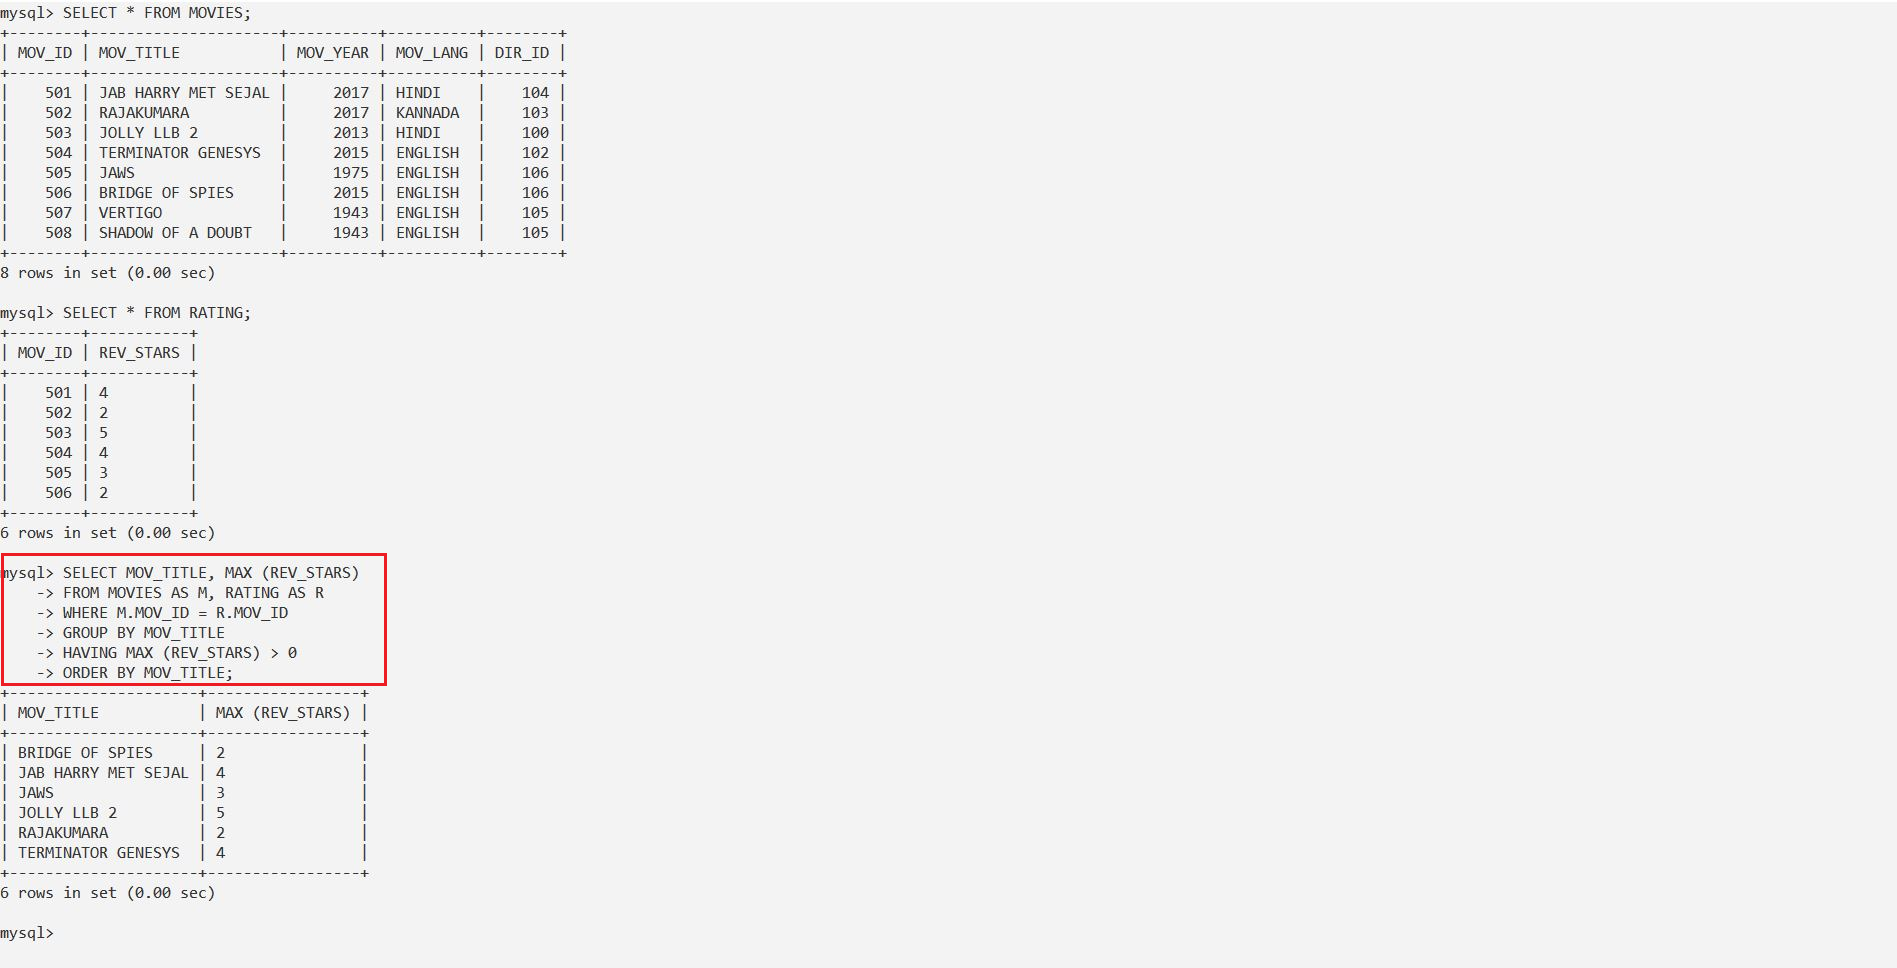 mysql> SELECT * FROM MOVIES;
+--------+---------------------+----------+----------+--------+
| MOV_ID | MOV_TITLE           | MOV_YEAR | MOV_LANG | DIR_ID |
+--------+---------------------+----------+----------+--------+
|    501 | JAB HARRY MET SEJAL |     2017 | HINDI    |    104 |
|    502 | RAJAKUMARA          |     2017 | KANNADA  |    103 |
|    503 | JOLLY LLB 2         |     2013 | HINDI    |    100 |
|    504 | TERMINATOR GENESYS  |     2015 | ENGLISH  |    102 |
|    505 | JAWS                |     1975 | ENGLISH  |    106 |
|    506 | BRIDGE OF SPIES     |     2015 | ENGLISH  |    106 |
|    507 | VERTIGO             |     1943 | ENGLISH  |    105 |
|    508 | SHADOW OF A DOUBT   |     1943 | ENGLISH  |    105 |
+--------+---------------------+----------+----------+--------+
8 rows in set (0.00 sec)
mysql> SELECT * FROM RATING;
+--------+-----------+
| MOV_ID | REV_STARS |
+--------+-----------+
|    501 | 4         |
|    502 | 2         |
|    503 | 5         |
|    504 | 4         |
|    505 | 3         |
|    506 | 2         |
+--------+-----------+
6 rows in set (0.00 sec)
mysql> SELECT MOV_TITLE, MAX (REV_STARS)
    -> FROM MOVIES AS M, RATING AS R
    -> WHERE M.MOV_ID = R.MOV_ID
    -> GROUP BY MOV_TITLE
    -> HAVING MAX (REV_STARS) > 0
    -> ORDER BY MOV_TITLE;
+---------------------+-----------------+
| MOV_TITLE           | MAX (REV_STARS) |
+---------------------+-----------------+
| BRIDGE OF SPIES     | 2               |
| JAB HARRY MET SEJAL | 4               |
| JAWS                | 3               |
| JOLLY LLB 2         | 5               |
| RAJAKUMARA          | 2               |
| TERMINATOR GENESYS  | 4               |
+---------------------+-----------------+
6 rows in set (0.00 sec)
mysql>